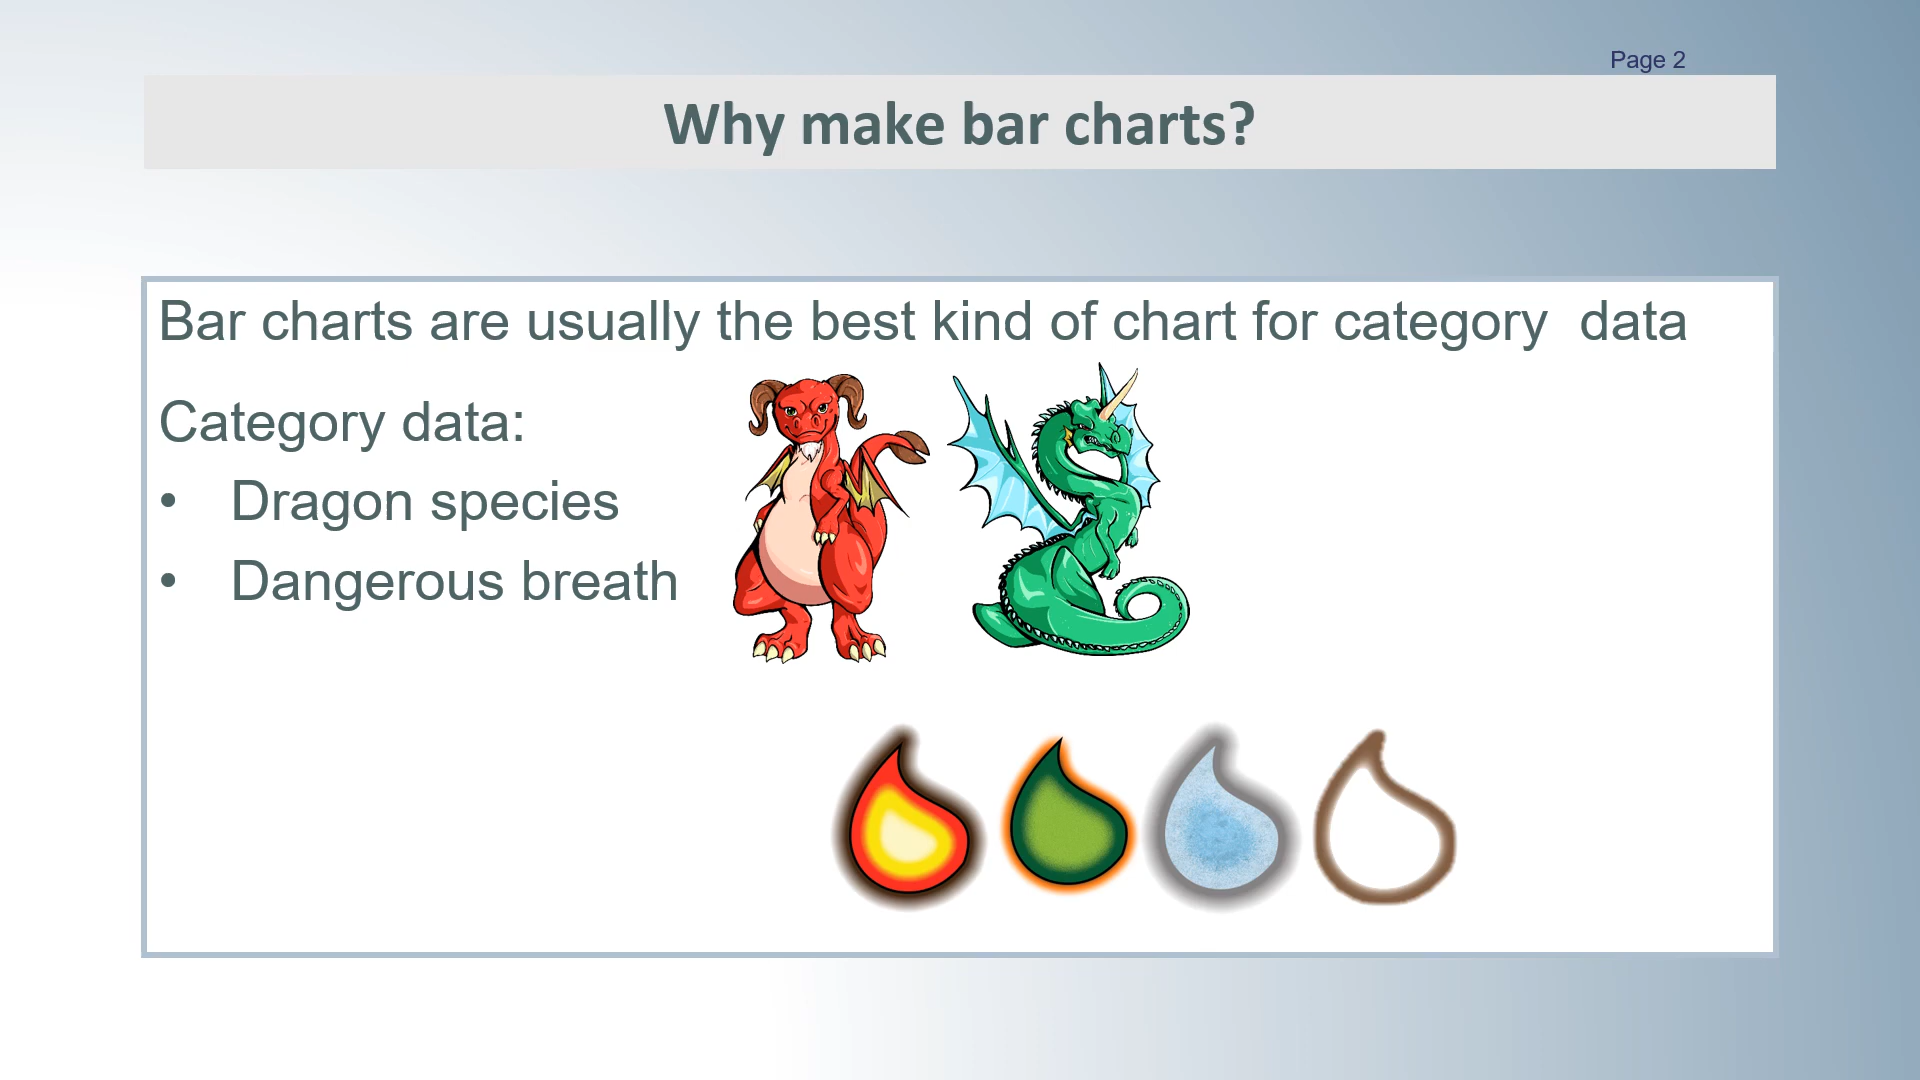 Page 2
Why make bar charts?
Bar charts are usually the best kind of chart for category  data
Category data:
• Dragon species
• Dangerous breath